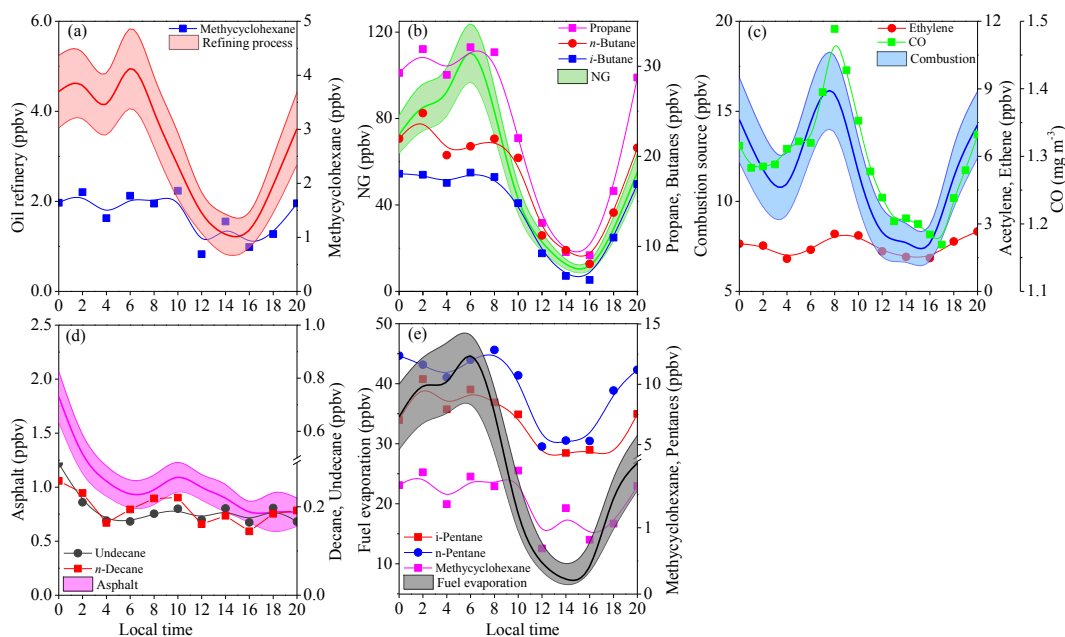 (a)
Methycyclohexane
Refining process
6.0
4.0
2.0
0.0
Oil refinery (ppbv)
5
4
3
2
1
0
Methycyclohexane (ppbv)
0 2 4 6 8 10 12 14 16 18 20
(b)
Propane
n-Butane
i-Butane
NG
120
100
80
60
40
20
0
NG (ppbv)
30
20
10
Propane, Butanes (ppbv)
0 2 4 6 8 10 12 14 16 18 20
(c)
Ethylene
CO
Combustion
20
15
10
5
Combustion source (ppbv)
12
9
6
3
0
Acetylene, Ethene (ppbv)
1.5
1.4
1.3
1.2
1.1
CO (mg m-3)
0 2 4 6 8 10 12 14 16 18 20
(d)
2.5
2.0
1.5
1.0
0.5
0.0
Asphalt (ppbv)
1.0
0.8
0.6
0.2
0.0
Decane, Undecane (ppbv)
Undecane
n-Decane
Asphalt
0 2 4 6 8 10 12 14 16 18 20
Local time
(e)
50
40
30
20
10
Fuel evaporation (ppbv)
15
10
5
1
0
Methycyclohexane, Pentanes (ppbv)
i-Pentane
n-Pentane
Methycyclohexane
Fuel evaporation
0 2 4 6 8 10 12 14 16 18 20
Local time